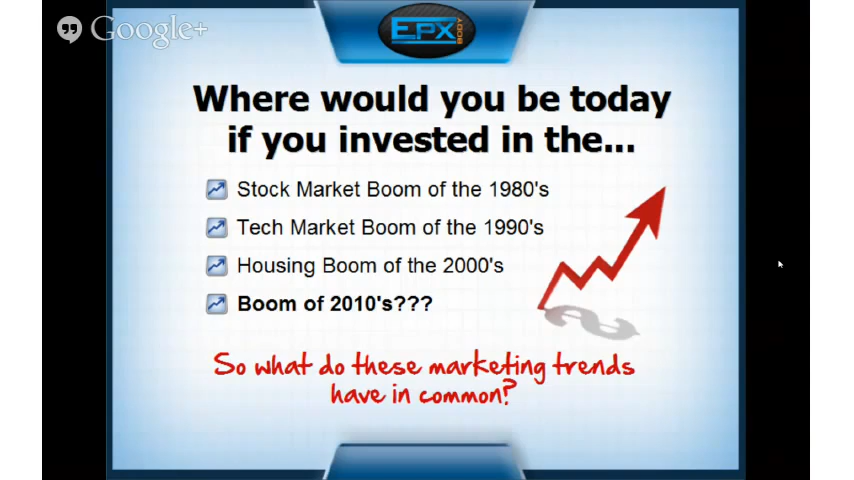 Google+
EPX BODY
Where would you be today
if you invested in the...
Stock Market Boom of the 1980's
Tech Market Boom of the 1990's
Housing Boom of the 2000's
Boom of 2010's???
So what do these marketing trends
have in common?